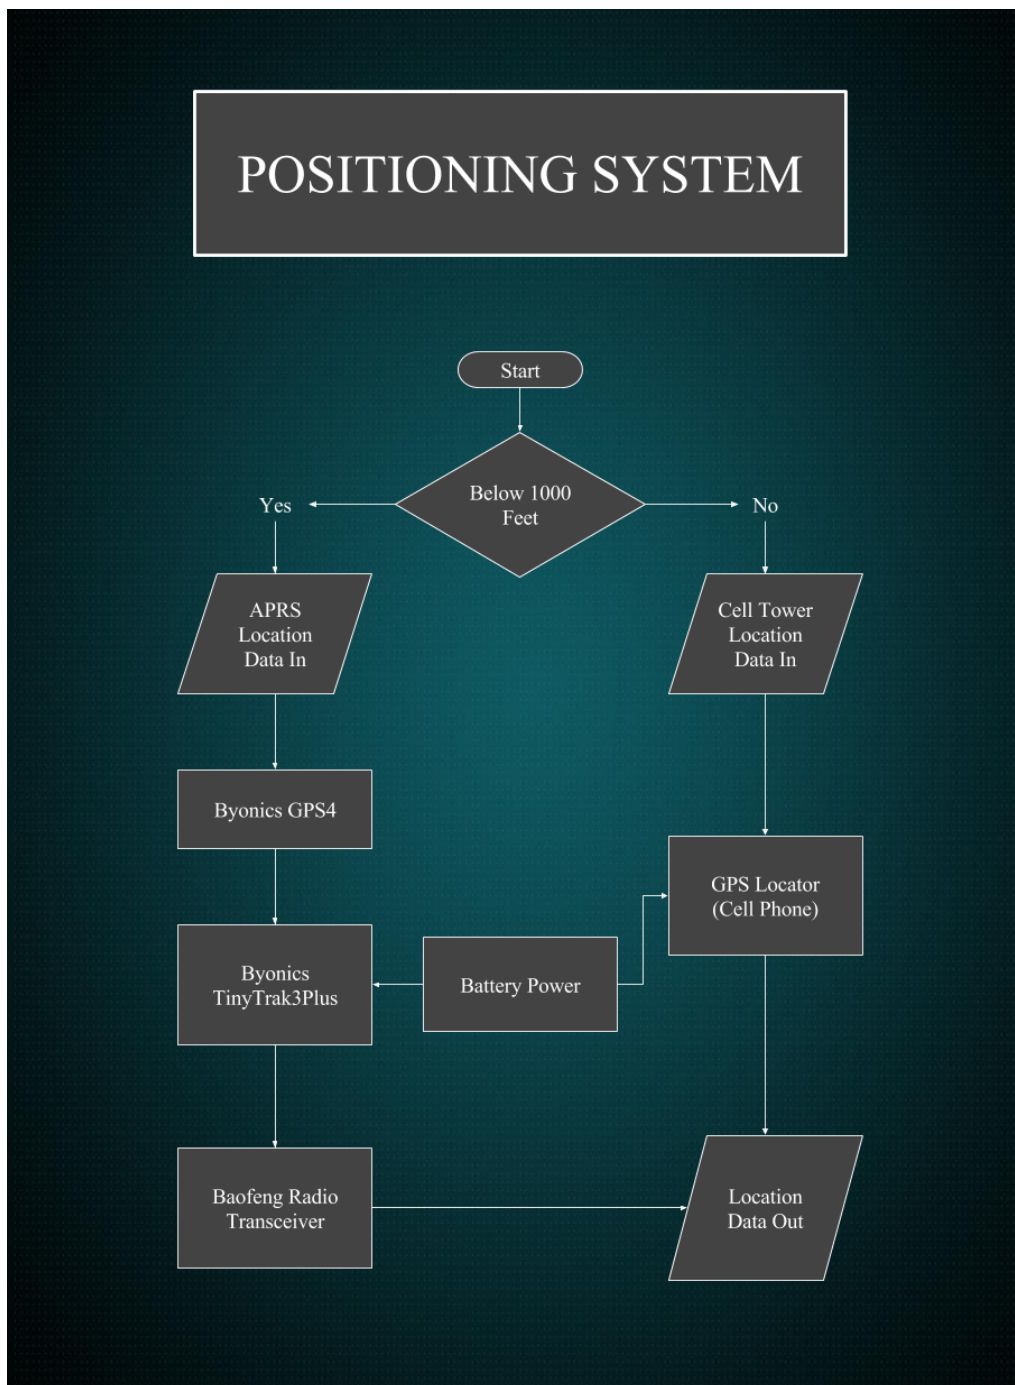 POSITIONING SYSTEM
Start
Below 1000
Feet
Yes
No
APRS
Location
Data In
Cell Tower
Location
Data In
Byonics GPS4
GPS Locator
(Cell Phone)
Byonics
TinyTrak3Plus
Battery Power
Baofeng Radio
Transceiver
Location
Data Out